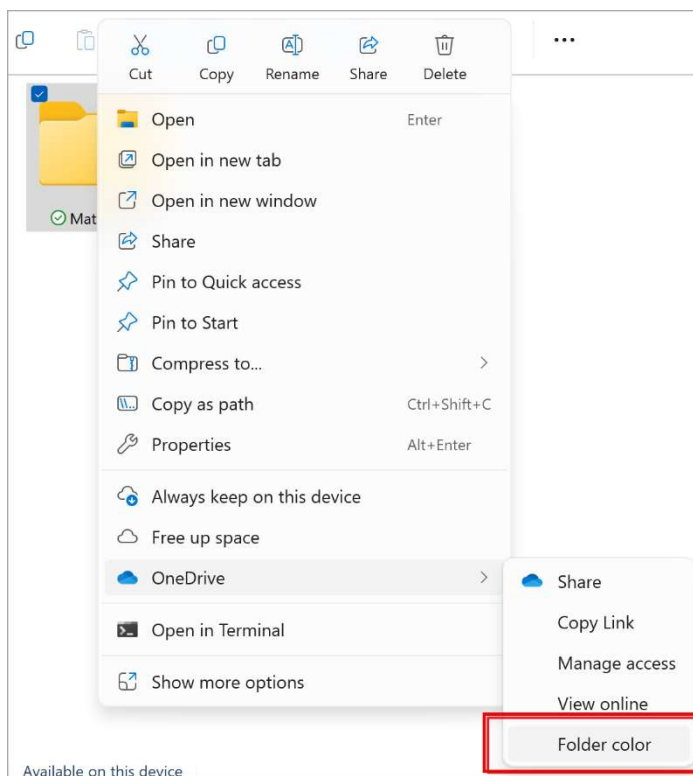 Cut Copy Rename Share Delete
Open Enter
Open in new tab
Open in new window
Mat
Share
Pin to Quick access
Pin to Start
Compress to...
Copy as path Ctrl+Shift+C
Properties Alt+Enter
Always keep on this device
Free up space
OneDrive
Share
Copy Link
Open in Terminal
Manage access
Show more options
View online
Folder color
Available on this device